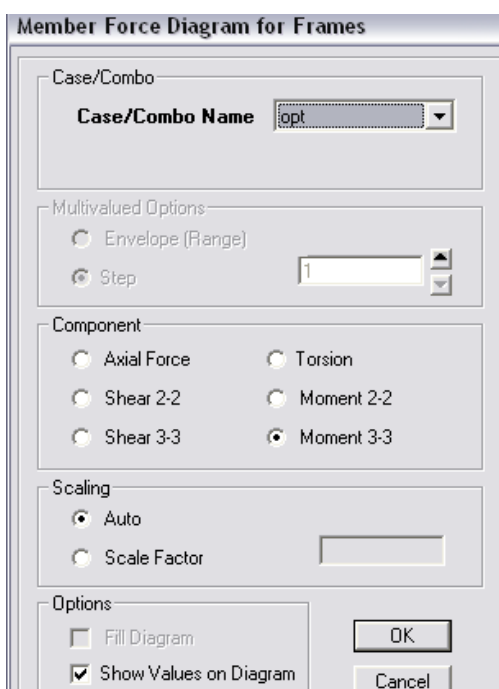 Member Force Diagram for Frames
Case/Combo
Case/Combo Name opt
Multivalued Options
Envelope (Range)
Step 1
Component
Axial Force Torsion
Shear 2-2 Moment 2-2
Shear 3-3 Moment 3-3
Scaling
Auto
Scale Factor
Options
Fill Diagram OK
Show Values on Diagram Cancel